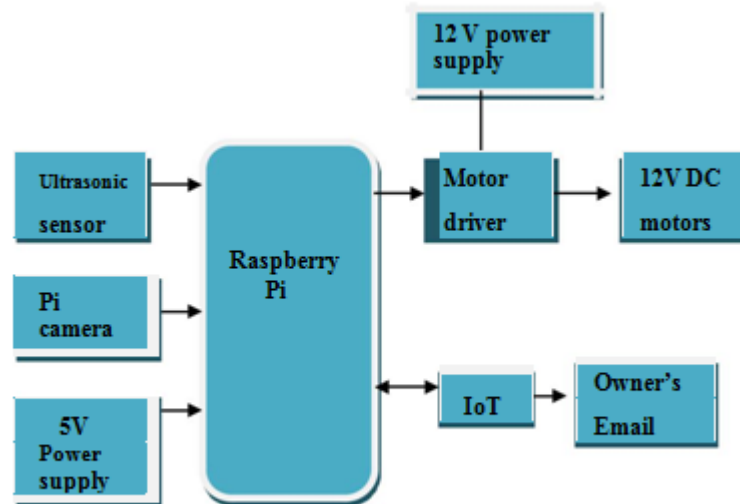 12 V power
supply
Ultrasonic
sensor
Pi
camera
5V
Power
supply
Raspberry
Pi
Motor
driver
12V DC
motors
IoT
Owner's
Email